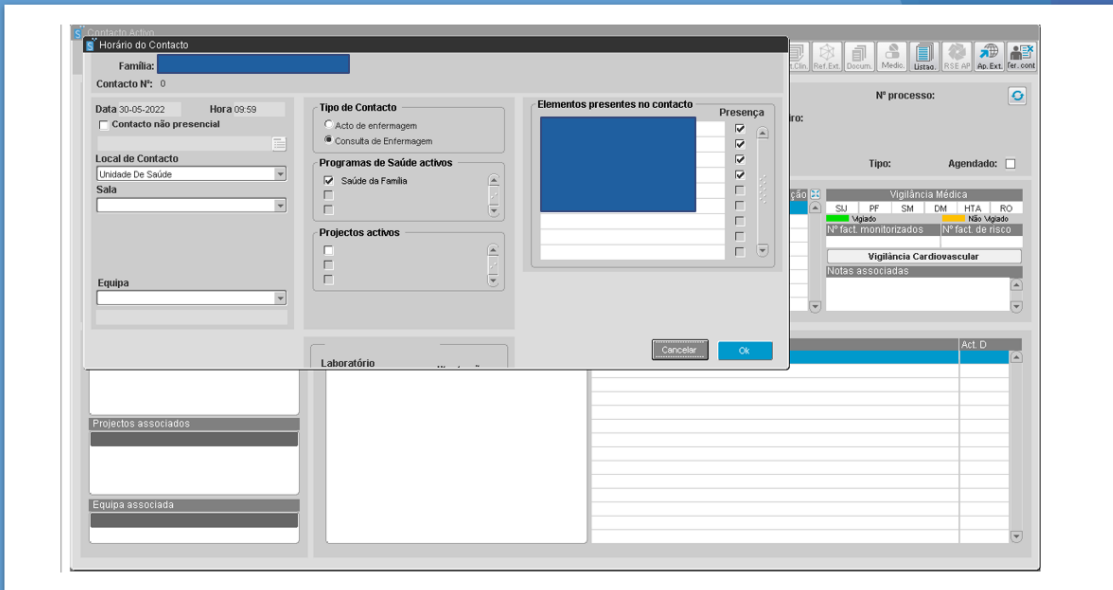 Contacto Activo
Horário do Contacto
Família:
Contacto Nº: 0
Data 30-05-2022 Hora 09:59
Contacto não presencial
Local de Contacto
Unidade De Saúde
Sala
Equipa
Tipo de Contacto
Acto de enfermagem
Consulta de Enfermagem
Programas de Saúde activos
Saúde da Família
Projectos activos
Elementos presentes no contacto
Presença
Cancelar
Ok
Ref.Ext.
Docum.
Medic.
Listag.
RSE AP
Ap.Ext.
Ter. cont
Nº processo:
Tipo:
Agendado:
Vigilância Médica
SIJ PF SM DM HTA RO
Vigiado
Não Vigiado
Nº fact. monitorizados
Nº fact. de risco
Vigilância Cardiovascular
Notas associadas
Laboratório
Act. D
Projectos associados
Equipa associada